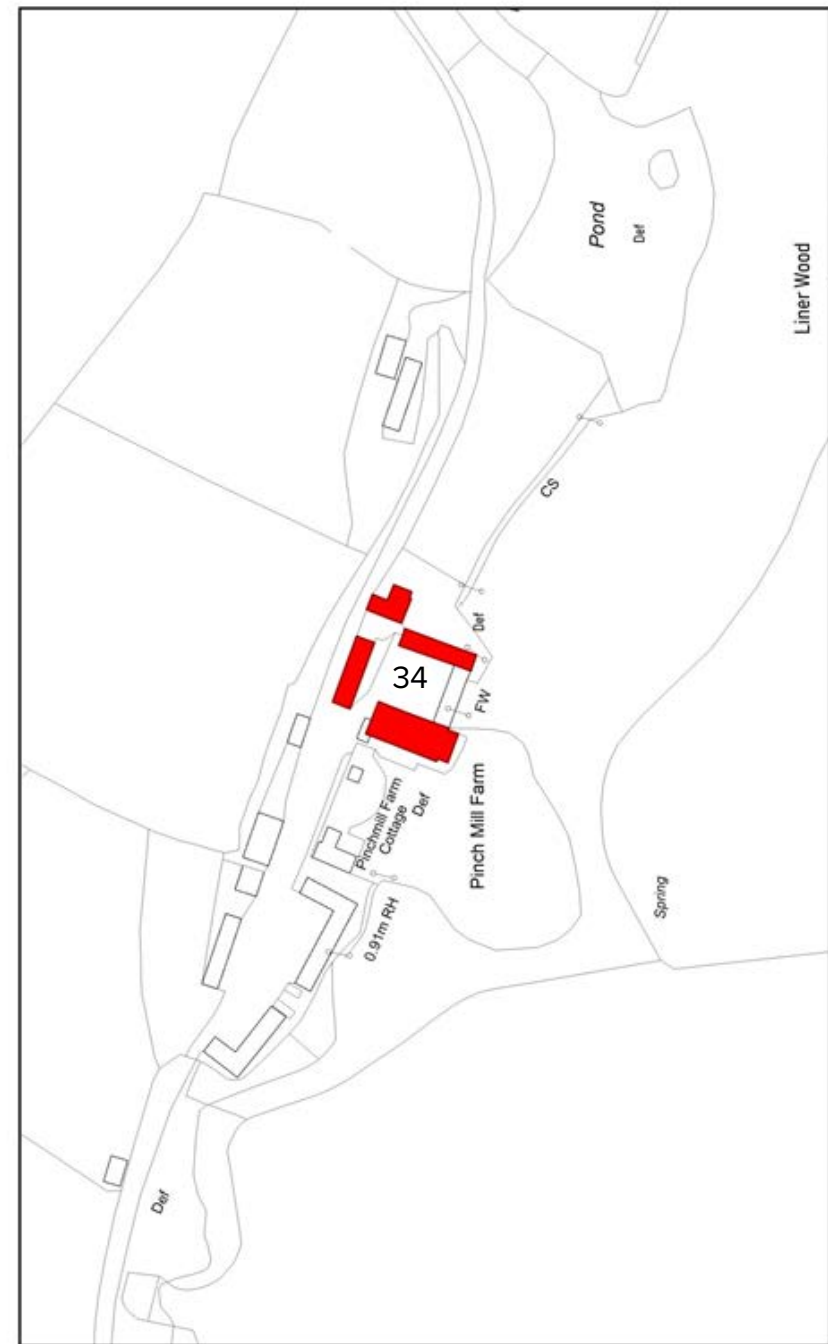 Pond
Def
Liner Wood
CS
Def
34
FW
Pinchmill Farm
Cottage
Def
Pinch Mill Farm
Spring
0.91m RH
Def